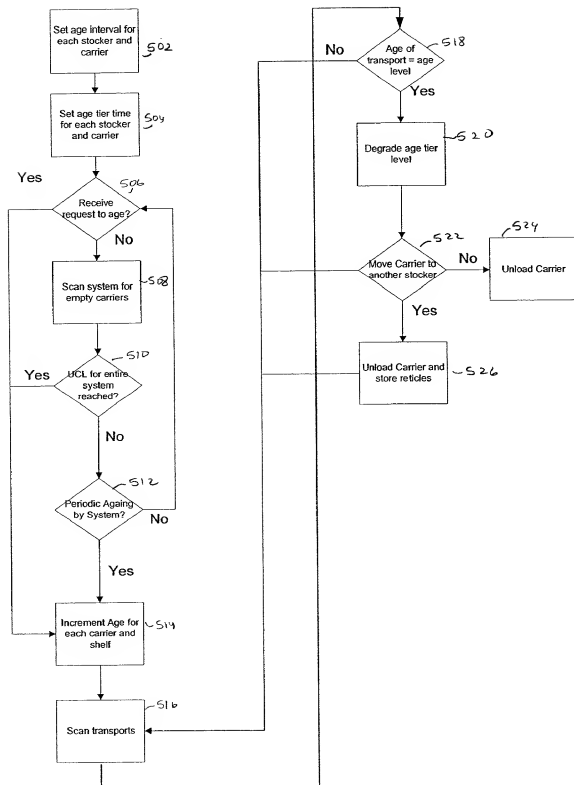 Set age interval for
each stocker and
carrier
502
Set age tier time
for each stocker
and carrier
504
Yes
506
Receive
request to age?
No
Scan system for
empty carriers
508
510
Yes
UCL for entire
system
reached?
No
512
Periodic Againg
by System?
No
Yes
Increment Age for
each carrier and
shelf
514
516
Scan transports
No
Age of
transport = age
level
518
Yes
Degrade age tier
level
520
522
Move Carrier to
another stocker
No
524
Unload Carrier
Yes
Unload Carrier and
store reticles
526